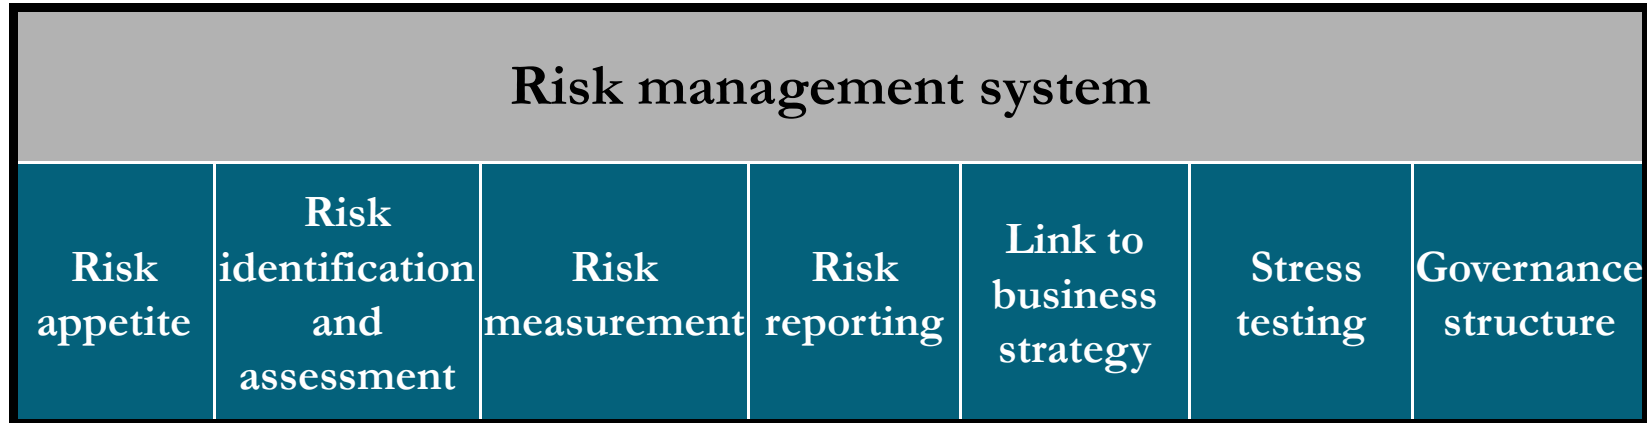 Risk management system
Risk
appetite
Risk
identification
and
assessment
Risk
measurement
Risk
reporting
Link to
business
strategy
Stress
testing
Governance
structure